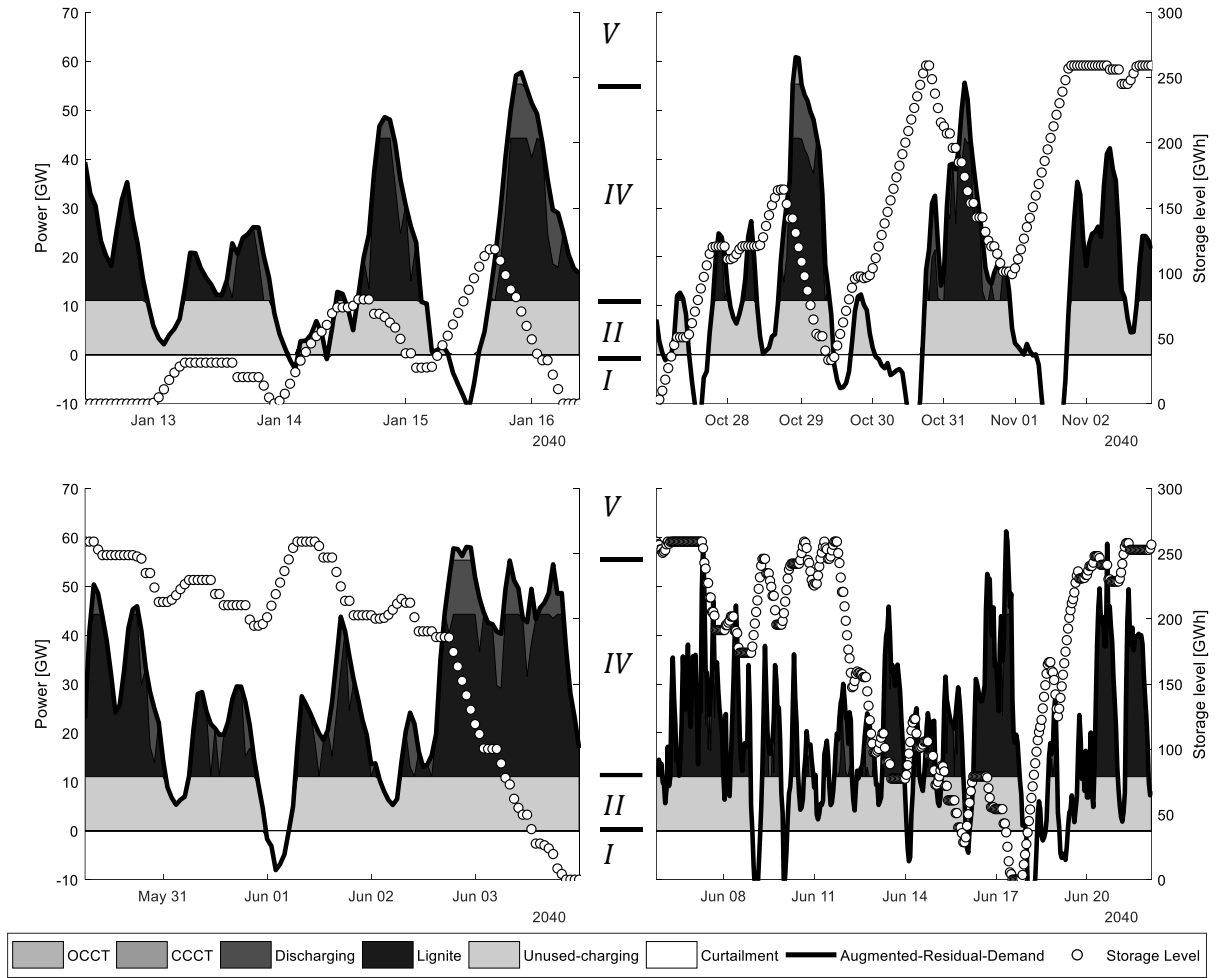 70
60
50
40
30
20
10
0
-10
Power [GW]
Jan 13
Jan 14
Jan 15
Jan 16
2040
V
IV
II
I
300
250
200
150
100
50
0
Storage level [GWh]
Oct 28
Oct 29
Oct 30
Oct 31
Nov 01
Nov 02
2040
70
60
50
40
30
20
10
0
-10
Power [GW]
May 31
Jun 01
Jun 02
Jun 03
2040
V
IV
II
I
300
250
200
150
100
50
0
Storage level [GWh]
Jun 08
Jun 11
Jun 14
Jun 17
Jun 20
2040
OCCT
CCCT
Discharging
Lignite
Unused-charging
Curtailment
Augmented-Residual-Demand
Storage Level